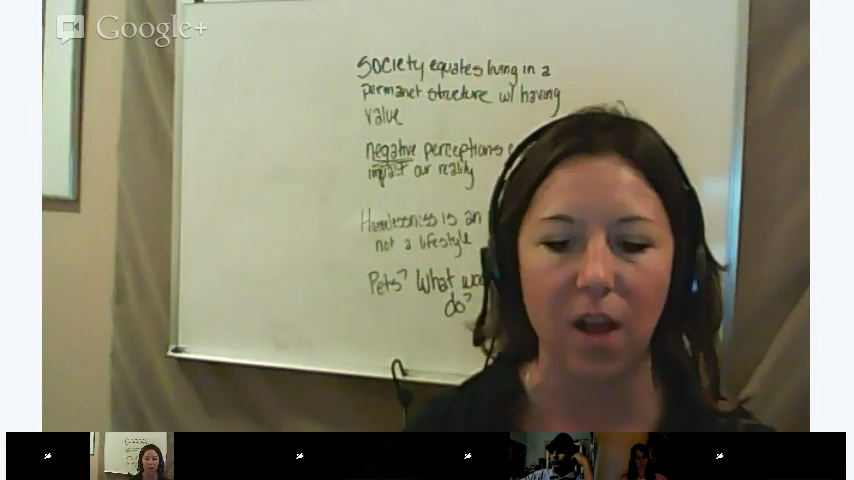 Google+
Society equates living in a
permanet structure w/ having
value
negative perceptions
impact our reality
Homelessness is an
not a lifestyle
Pets? What
do?